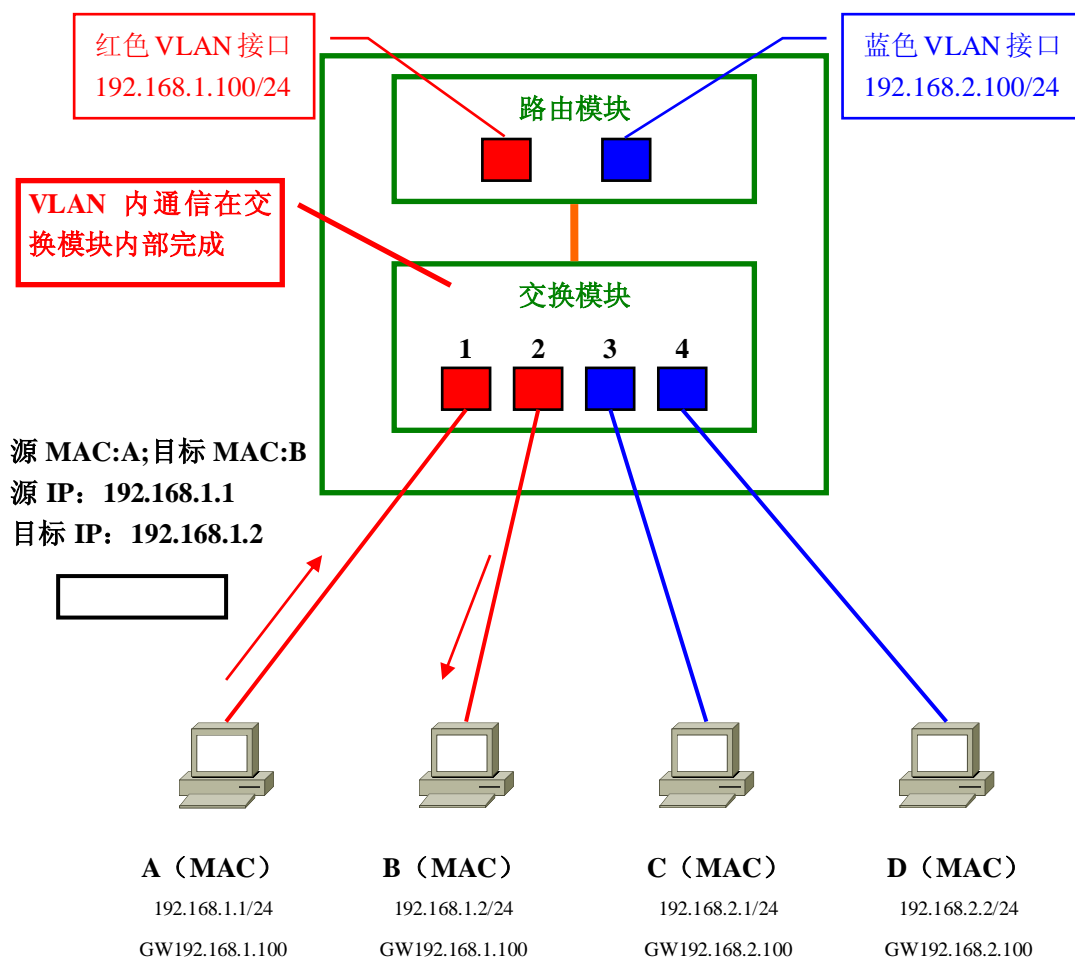 红色 VLAN 接口
192.168.1.100/24
蓝色 VLAN 接口
192.168.2.100/24
路由模块
VLAN 内通信在交
换模块内部完成
交换模块
1 2 3 4
源 MAC:A;目标 MAC:B
源 IP：192.168.1.1
目标 IP：192.168.1.2
A（MAC） B（MAC） C（MAC） D（MAC）
192.168.1.1/24 192.168.1.2/24 192.168.2.1/24 192.168.2.2/24
GW192.168.1.100 GW192.168.1.100 GW192.168.2.100 GW192.168.2.100